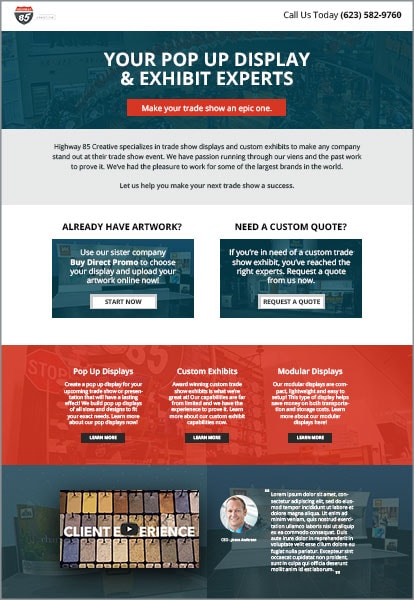 85
Call Us Today (623) 582-9760
YOUR POP UP DISPLAY
& EXHIBIT EXPERTS
Make your trade show an epic one.
Highway 85 Creative specializes in trade show displays and custom exhibits to make any company
stand out at their trade show event. We have passion running through our viens and the past work
to prove it. We've had the pleasure to work for some of the largest brands in the world.
Let us help you make your next trade show a success.
ALREADY HAVE ARTWORK?
Use our sister company
Buy Direct Promo to choose
your display and upload your
artwork online now!
START NOW
NEED A CUSTOM QUOTE?
If you're in need of a custom trade
show exhibit, you've reached the
right experts. Request a quote
from us now.
REQUEST A QUOTE
85
STOP
Pop Up Displays
Create a pop up display for your
upcoming trade show or presen-
tation that will have a lasting
effect! We build pop up displays
of all sizes and designs to fit
your exact needs. Learn more
about our pop displays now!
LEARN MORE
Custom Exhibits
Award winning custom trade
show exhibits is what we're
great at! Our capabilities are far
from limited and we have the
experience to prove it. Learn
more about our custom exhibit
capabilities now.
LEARN MORE
Modular Displays
Our modular displays are com-
pact, lightweight and easy to
setup! This type of display helps
save money on both transporta-
tion and storage costs. Learn
more about our modular
displays here!
LEARN MORE
CLIENT EXPERIENCE
CEO - Jason Anderson
"Lorem ipsum dolor sit amet,
consectetur adipiscing elit, sed
do eiusmod tempor incididunt ut
labore et dolore magna aliqua. Ut enim ad
minim veniam, quis nostrud exerci-
tation ullamco laboris nisi ut aliquip
ex ea commodo consequat. Duis
aute irure dolor in reprehenderit in
voluptate velit esse cillum dolore eu
fugiat nulla pariatur. Excepteur sint
occaecat cupidatat non proident,
sunt in culpa qui officia deserunt
mollit anim id est laborum."